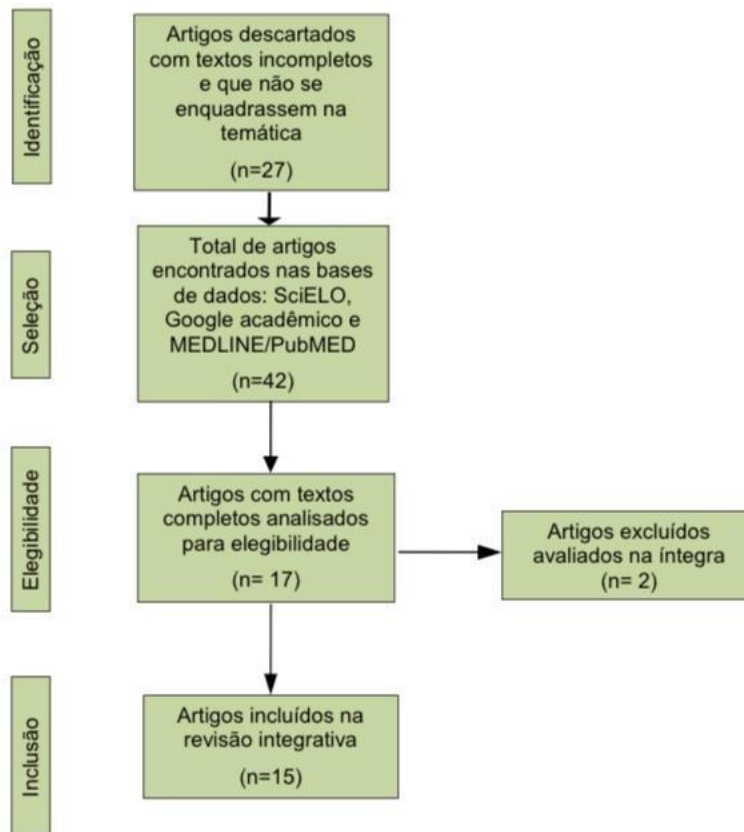 Identificação
Artigos descartados
com textos incompletos
e que não se
enquadrassem na
temática
(n=27)
Seleção
Total de artigos
encontrados nas bases
de dados: SciELO,
Google acadêmico e
MEDLINE/PubMED
(n=42)
Elegibilidade
Artigos com textos
completos analisados
para elegibilidade
(n= 17)
Artigos excluídos
avaliados na íntegra
(n= 2)
Inclusão
Artigos incluídos na
revisão integrativa
(n=15)